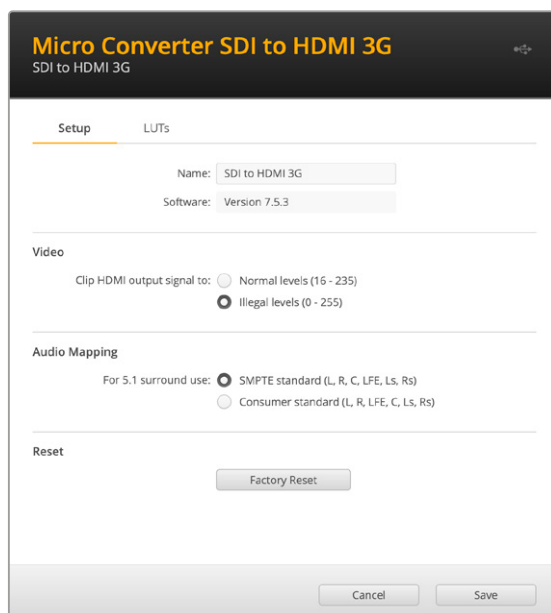 Micro Converter SDI to HDMI 3G
SDI to HDMI 3G
Setup LUTs
Name: SDI to HDMI 3G
Software: Version 7.5.3
Video
Clip HDMI output signal to: Normal levels (16 - 235)
Illegal levels (0 - 255)
Audio Mapping
For 5.1 surround use: SMPTE standard (L, R, C, LFE, Ls, Rs)
Consumer standard (L, R, LFE, C, Ls, Rs)
Reset
Factory Reset
Cancel Save